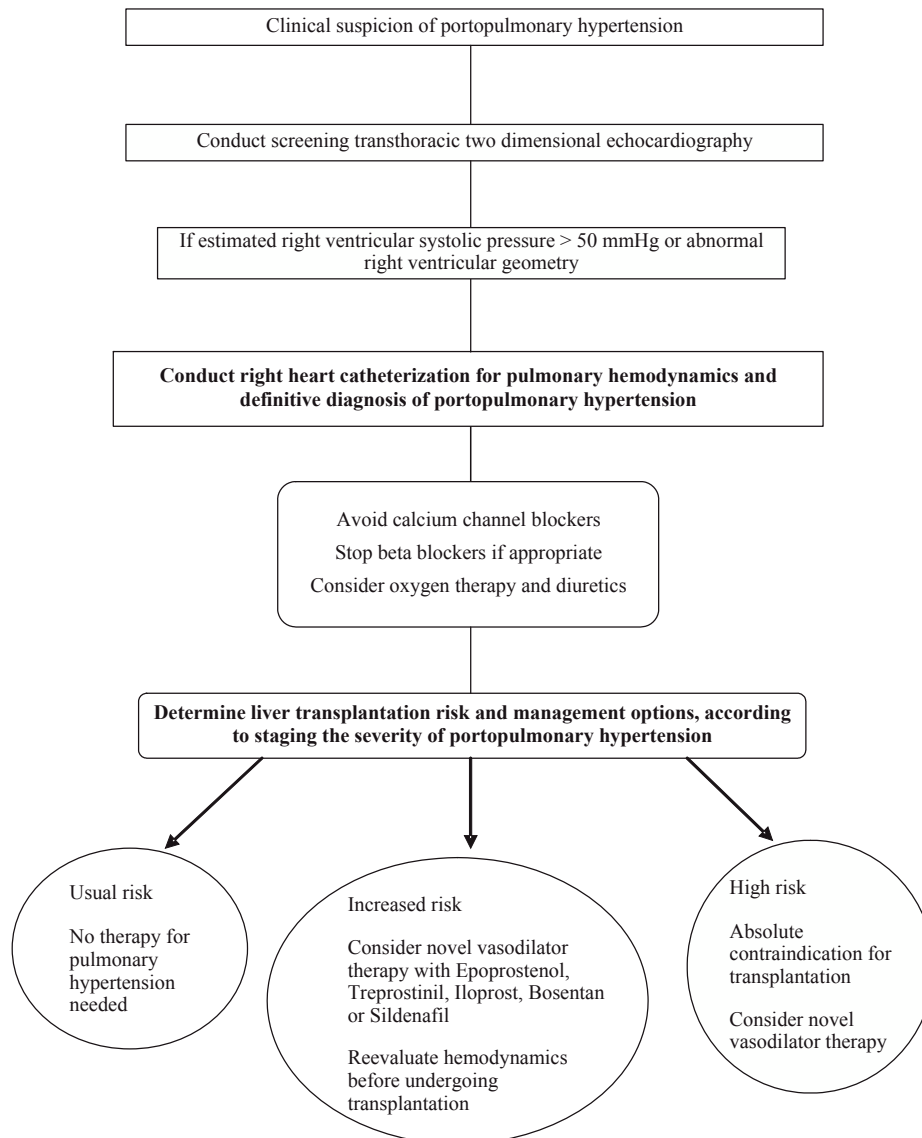 Clinical suspicion of portopulmonary hypertension
Conduct screening transthoracic two dimensional echocardiography
If estimated right ventricular systolic pressure > 50 mmHg or abnormal
right ventricular geometry
Conduct right heart catheterization for pulmonary hemodynamics and
definitive diagnosis of portopulmonary hypertension
Avoid calcium channel blockers
Stop beta blockers if appropriate
Consider oxygen therapy and diuretics
Determine liver transplantation risk and management options, according
to staging the severity of portopulmonary hypertension
Usual risk
No therapy for
pulmonary
hypertension
needed
Increased risk
Consider novel vasodilator
therapy with Epoprostenol,
Treprostinil, Iloprost, Bosentan
or Sildenafil
Reevaluate hemodynamics
before undergoing
transplantation
High risk
Absolute
contraindication for
transplantation
Consider novel
vasodilator therapy